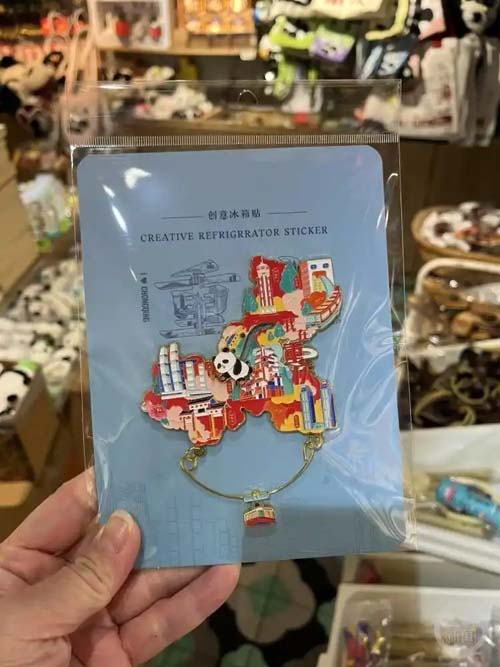 创意冰箱贴
CREATIVE REFRIGRRATOR STICKER
I ❤ CHONGQING